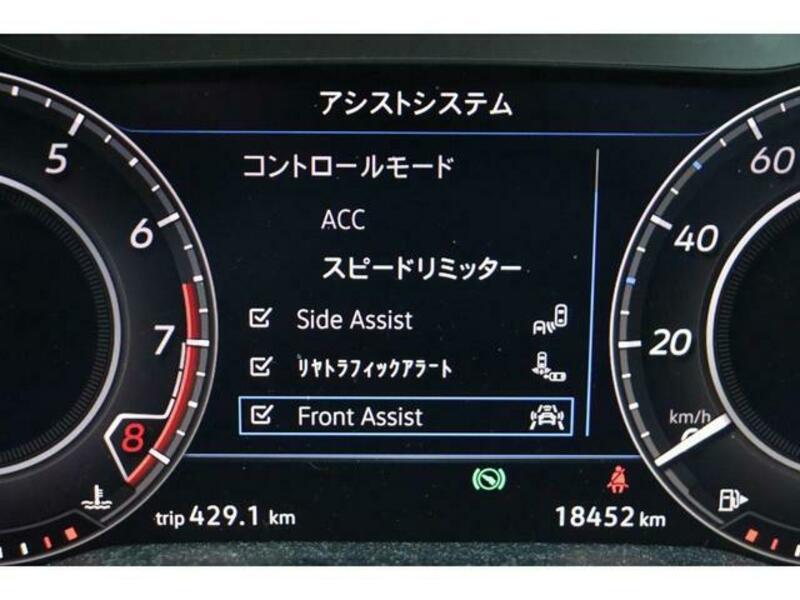 アシストシステム
コントロールモード
ACC
スピードリミッター
Side Assist
ﾘﾔﾄﾗﾌｨｯｸｱﾗｰﾄ
Front Assist
5
6
7
8
60
40
20
km/h
0
trip 429.1 km
18452 km